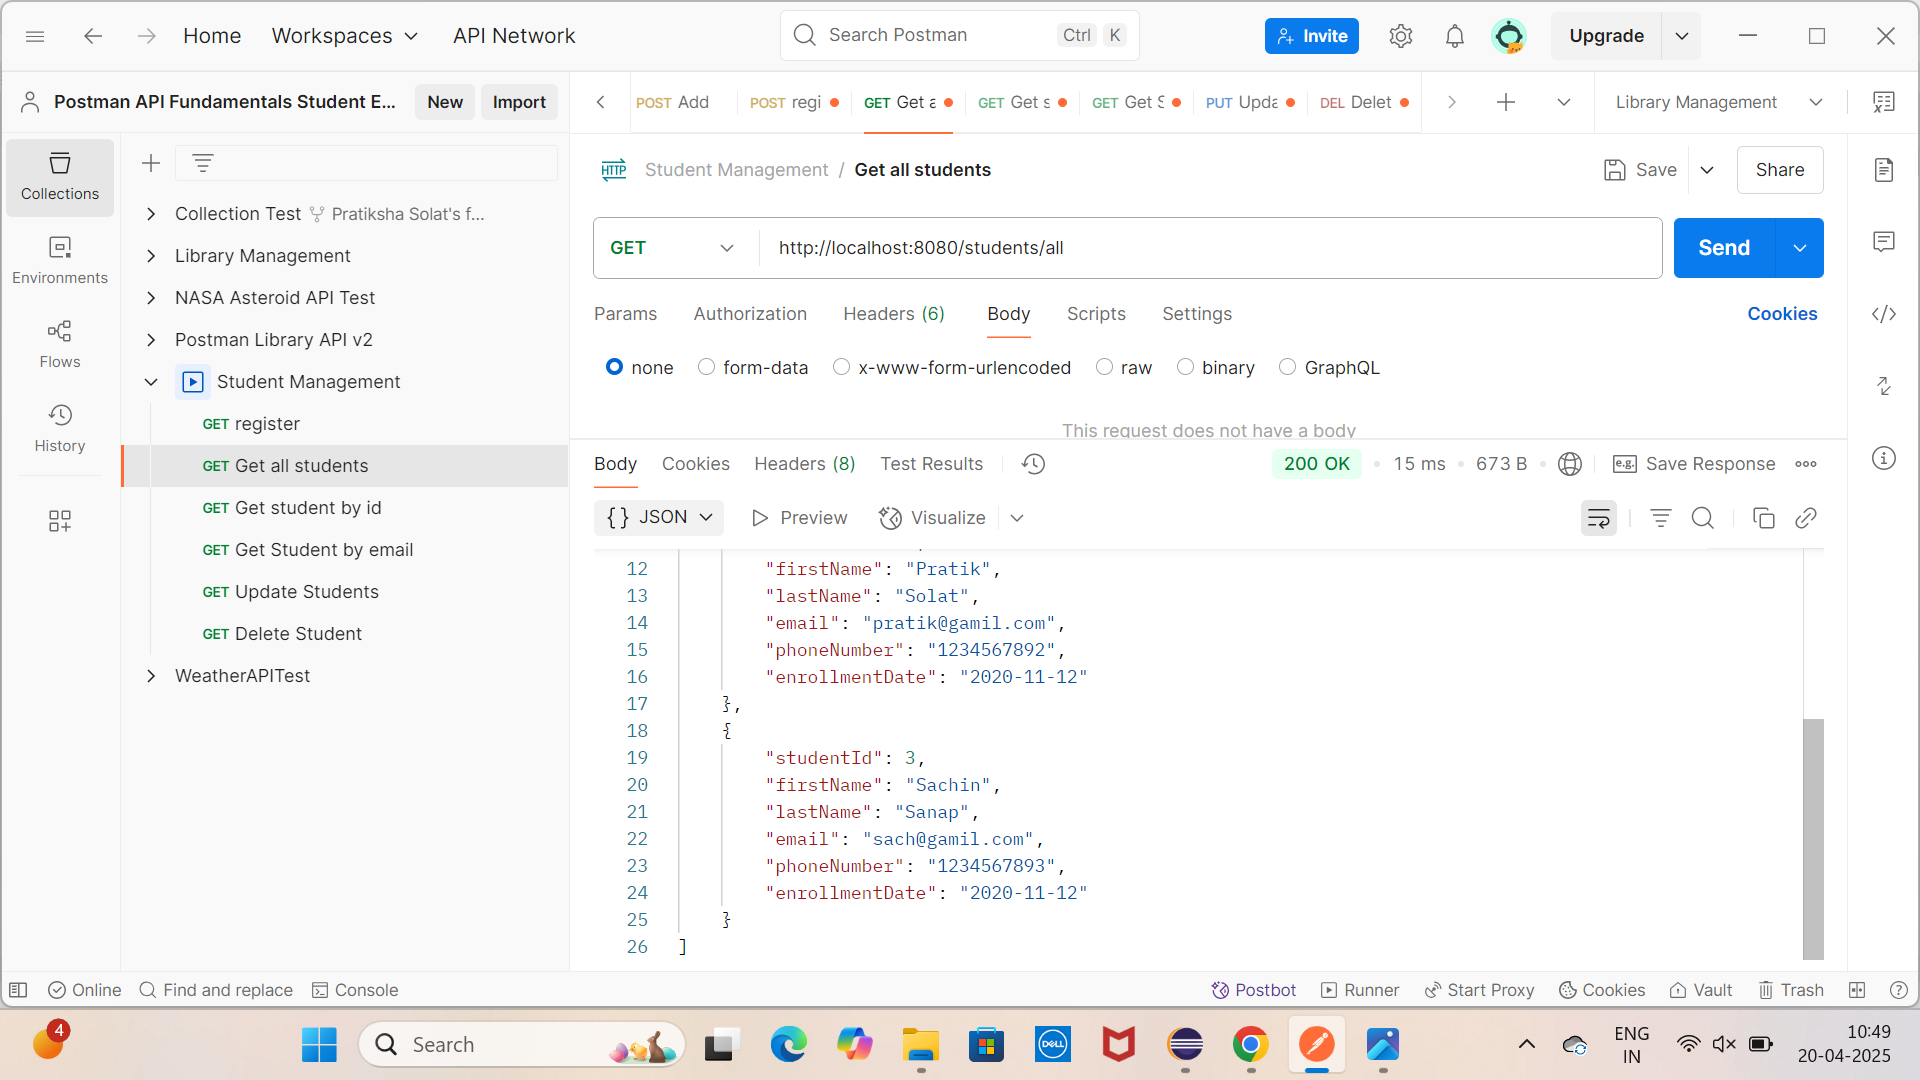 Home Workspaces API Network Search Postman Ctrl K Invite Upgrade
Postman API Fundamentals Student E... New Import
POST Add POST regi GET Get a GET Get s GET Get S PUT Upda DEL Delet Library Management
HTTP Student Management / Get all students Save Share
Collections
Environments
Flows
History
Collection Test Pratiksha Solat's f...
Library Management
NASA Asteroid API Test
Postman Library API v2
Student Management
GET register
GET Get all students
GET Get student by id
GET Get Student by email
GET Update Students
GET Delete Student
WeatherAPITest
GET http://localhost:8080/students/all Send
Params Authorization Headers (6) Body Scripts Settings Cookies
none form-data x-www-form-urlencoded raw binary GraphQL
This request does not have a body
Body Cookies Headers (8) Test Results 200 OK 15 ms 673 B e.g. Save Response
{} JSON Preview Visualize
12 "firstName": "Pratik",
13 "lastName": "Solat",
14 "email": "pratik@gamil.com",
15 "phoneNumber": "1234567892",
16 "enrollmentDate": "2020-11-12"
17 },
18 {
19 "studentId": 3,
20 "firstName": "Sachin",
21 "lastName": "Sanap",
22 "email": "sach@gamil.com",
23 "phoneNumber": "1234567893",
24 "enrollmentDate": "2020-11-12"
25 }
26 ]
Online Find and replace Console Postbot Runner Start Proxy Cookies Vault Trash
4 Search DELL ENG 10:49
IN 20-04-2025